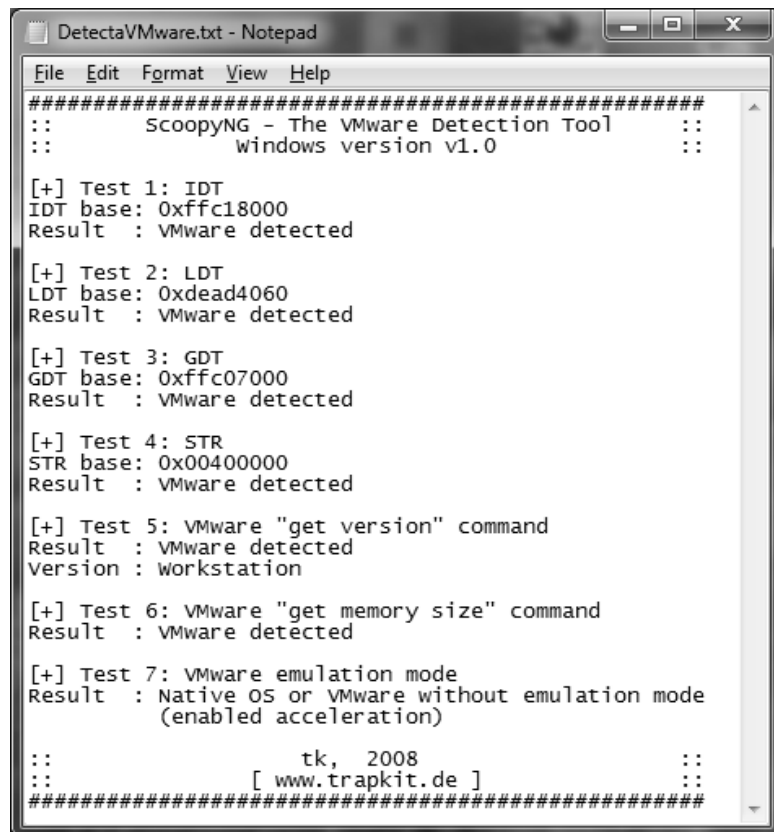 DetectaVMware.txt - Notepad
File Edit Format View Help
####################################################
:: ScoopyNG - The VMware Detection Tool ::
:: Windows version v1.0 ::
[+] Test 1: IDT
IDT base: 0xffc18000
Result : VMware detected
[+] Test 2: LDT
LDT base: 0xdead4060
Result : VMware detected
[+] Test 3: GDT
GDT base: 0xffc07000
Result : VMware detected
[+] Test 4: STR
STR base: 0x00400000
Result : VMware detected
[+] Test 5: VMware "get version" command
Result : VMware detected
Version : Workstation
[+] Test 6: VMware "get memory size" command
Result : VMware detected
[+] Test 7: VMware emulation mode
Result : Native OS or VMware without emulation mode
(enabled acceleration)
:: tk, 2008 ::
:: [ www.trapkit.de ] ::
####################################################